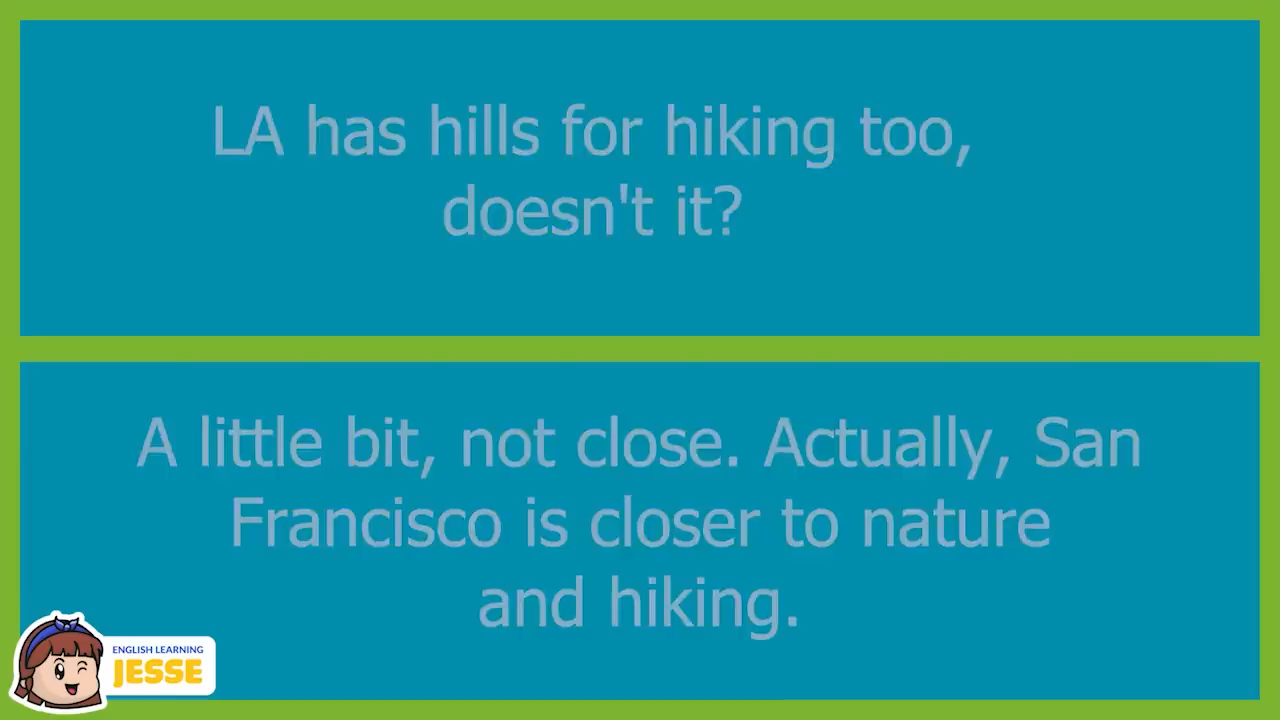 LA has hills for hiking too,
doesn't it?
A little bit, not close. Actually, San
Francisco is closer to nature
and hiking.
ENGLISH LEARNING
JESSE